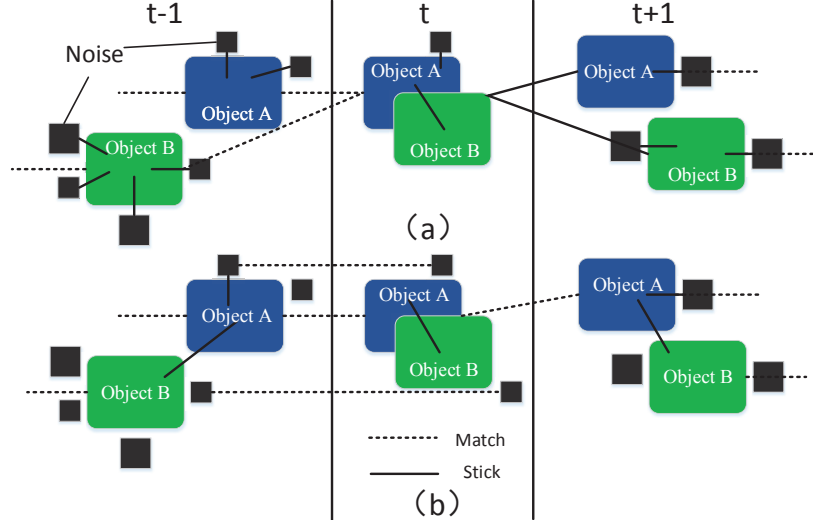 t-1
t
t+1
Noise
Object A
Object B
Object A
Object B
Object A
Object B
(a)
Object A
Object B
Object A
Object B
Object A
Object B
Match
Stick
(b)